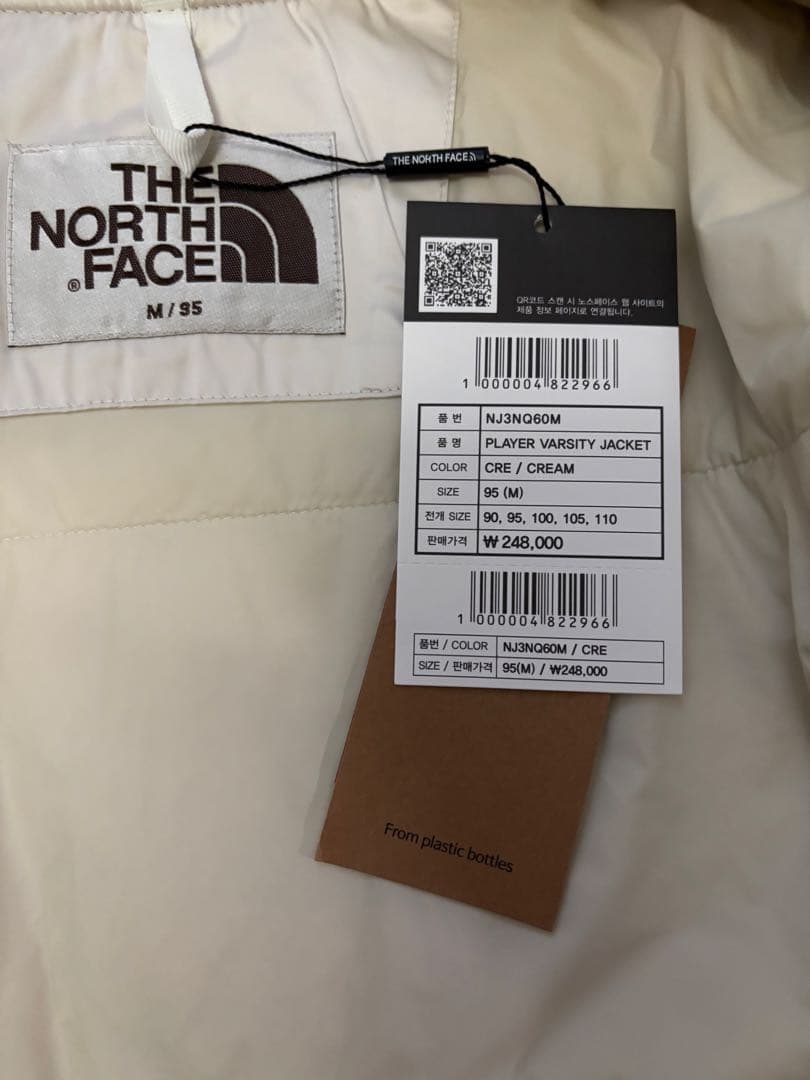 THE
NORTH
FACE
®
M / 95
THE NORTH FACE
QR코드 스캔 시 노스페이스 웹 사이트의
제품 정보 페이지로 연결됩니다.
1 000004 822966
품 번 NJ3NQ60M
품 명 PLAYER VARSITY JACKET
COLOR CRE / CREAM
SIZE 95 (M)
전개 SIZE 90, 95, 100, 105, 110
판매가격 ₩ 248,000
1 000004 822966
품번 / COLOR NJ3NQ60M / CRE
SIZE / 판매가격 95(M) / ₩248,000
From plastic bottles